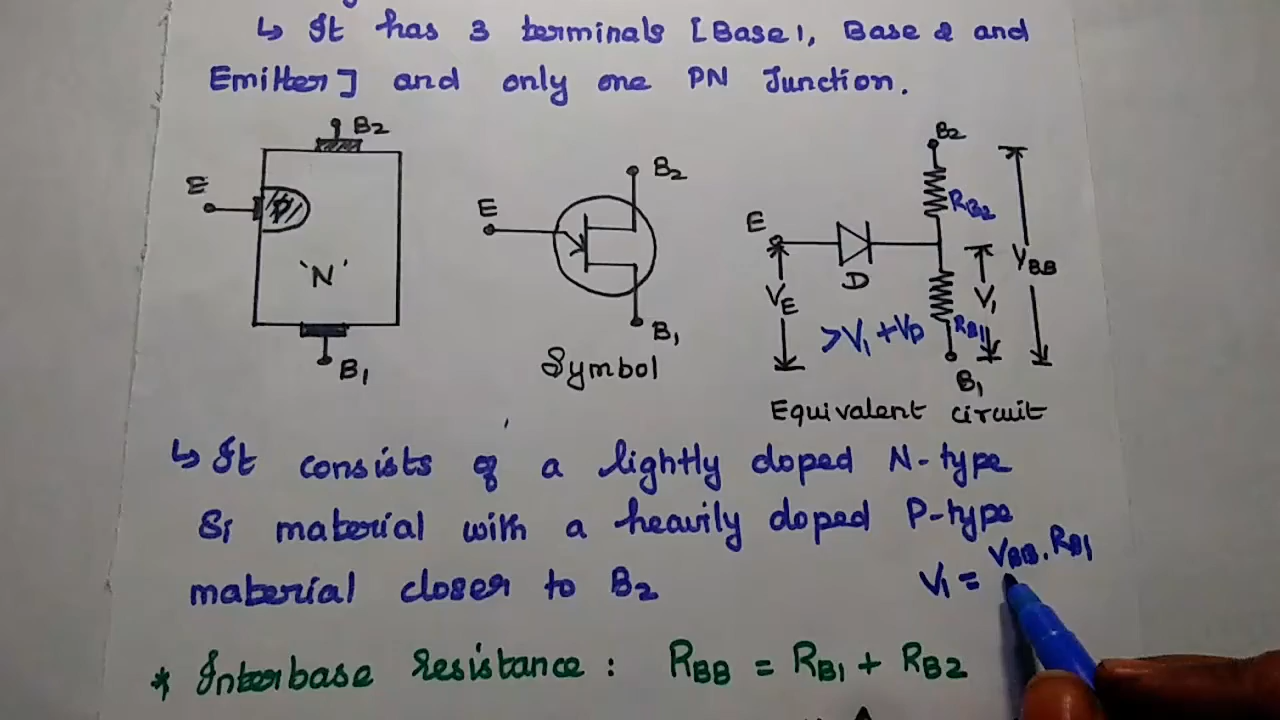 ↳ It has 3 terminals [Base 1, Base 2 and
Emitter] and only one PN Junction.
B2
E
P
'N'
B1
B2
E
B1
Symbol
B2
RB2
E
D
VBB
VE
V1
>V1+VD
RB1
B1
Equivalent circuit
↳ It consists of a lightly doped N-type
Si material with a heavily doped P-type
material closer to B2
V1 = VBB.RB1
* Interbase resistance : RBB = RB1 + RB2